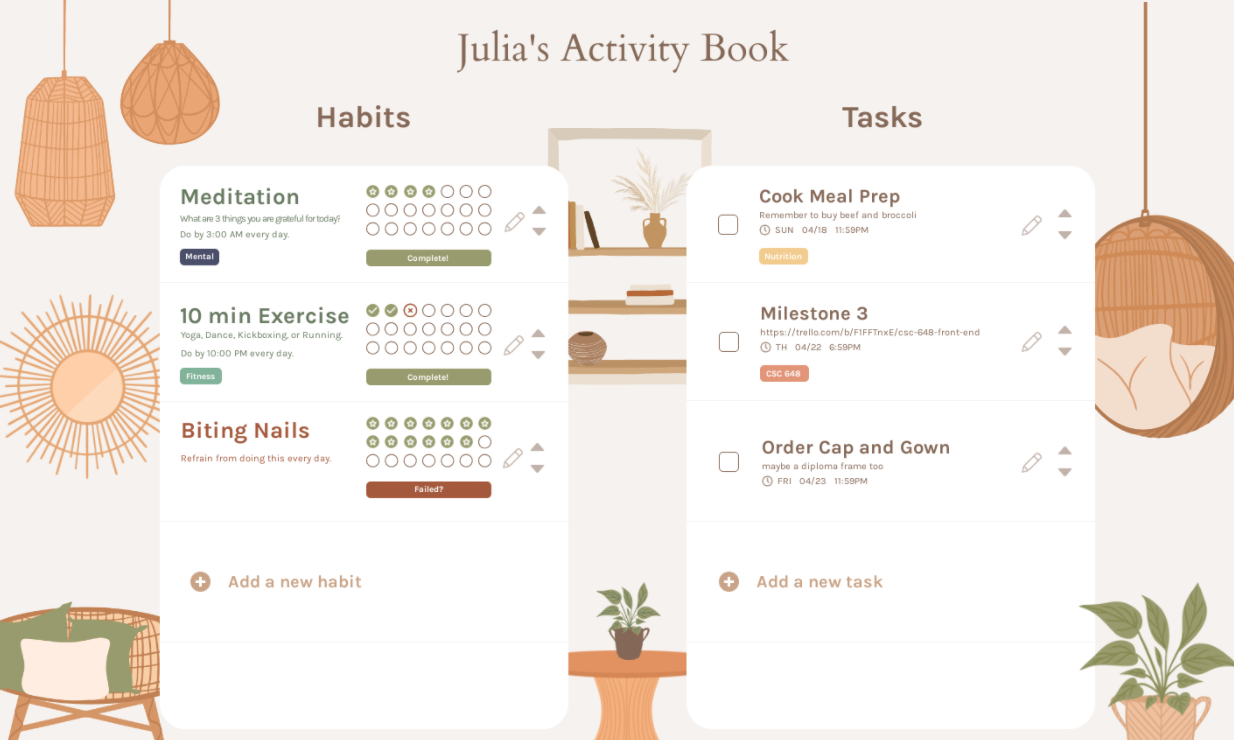 Julia's Activity Book
Habits
Meditation
What are 3 things you are grateful for today?
Do by 3:00 AM every day.
Mental
Complete!
10 min Exercise
Yoga, Dance, Kickboxing, or Running.
Do by 10:00 PM every day.
Fitness
Complete!
Biting Nails
Refrain from doing this every day.
Failed?
Add a new habit
Tasks
Cook Meal Prep
Remember to buy beef and broccoli
SUN 04/18 11:59PM
Nutrition
Milestone 3
https://trello.com/b/F1FFTnxE/csc-648-front-end
TH 04/22 6:59PM
CSC 648
Order Cap and Gown
maybe a diploma frame too
FRI 04/23 11:59PM
Add a new task